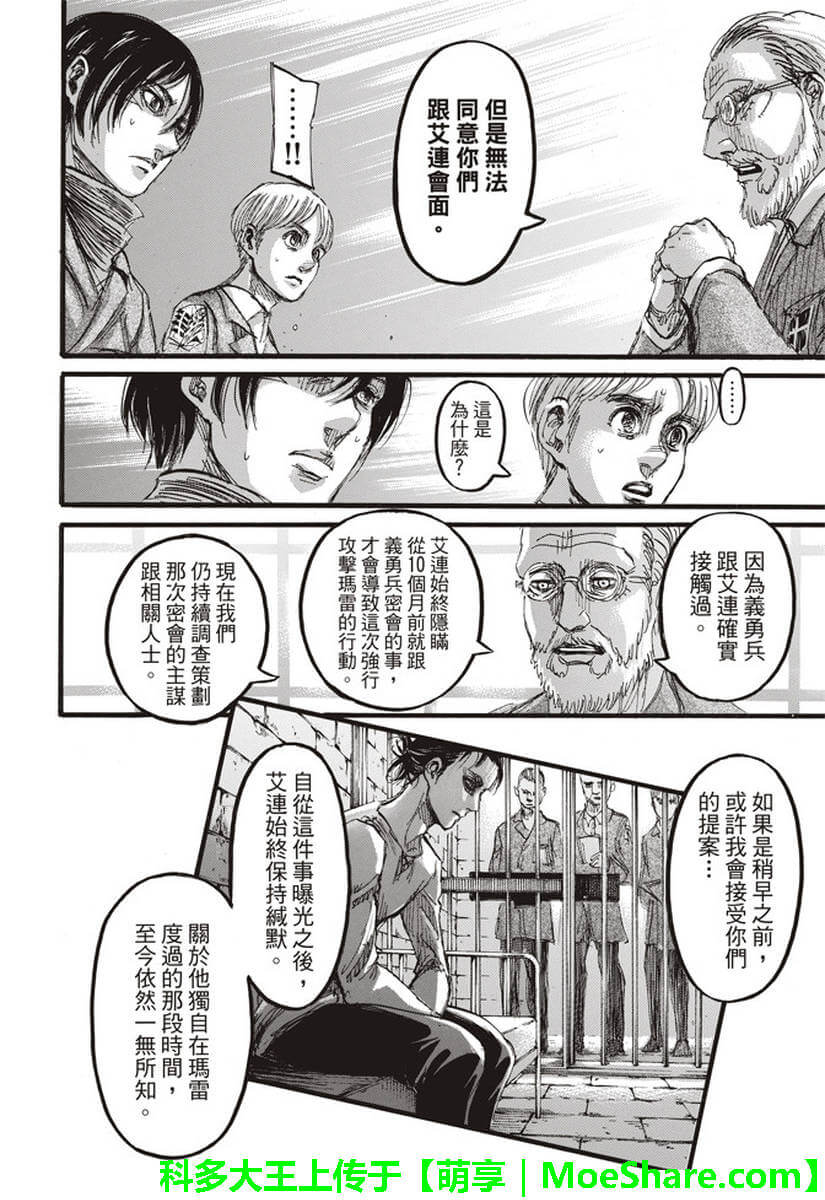 但是無法
同意你們
跟艾連會面。
……!!
……
這是
為什麼？
因為義勇兵
跟艾連確實
接觸過。
艾連始終隱瞞
從10個月前就跟
義勇兵密會的事，
才會導致這次強行
攻擊瑪雷的行動。
現在我們
仍持續調查策劃
那次密會的主謀
跟相關人士。
如果是稍早之前，
或許我會接受你們
的提案…
自從這件事曝光之後，
艾連始終保持緘默。
關於他獨自在瑪雷
度過的那段時間，
至今依然一無所知。
科多大王上传于【萌享│MoeShare.com】